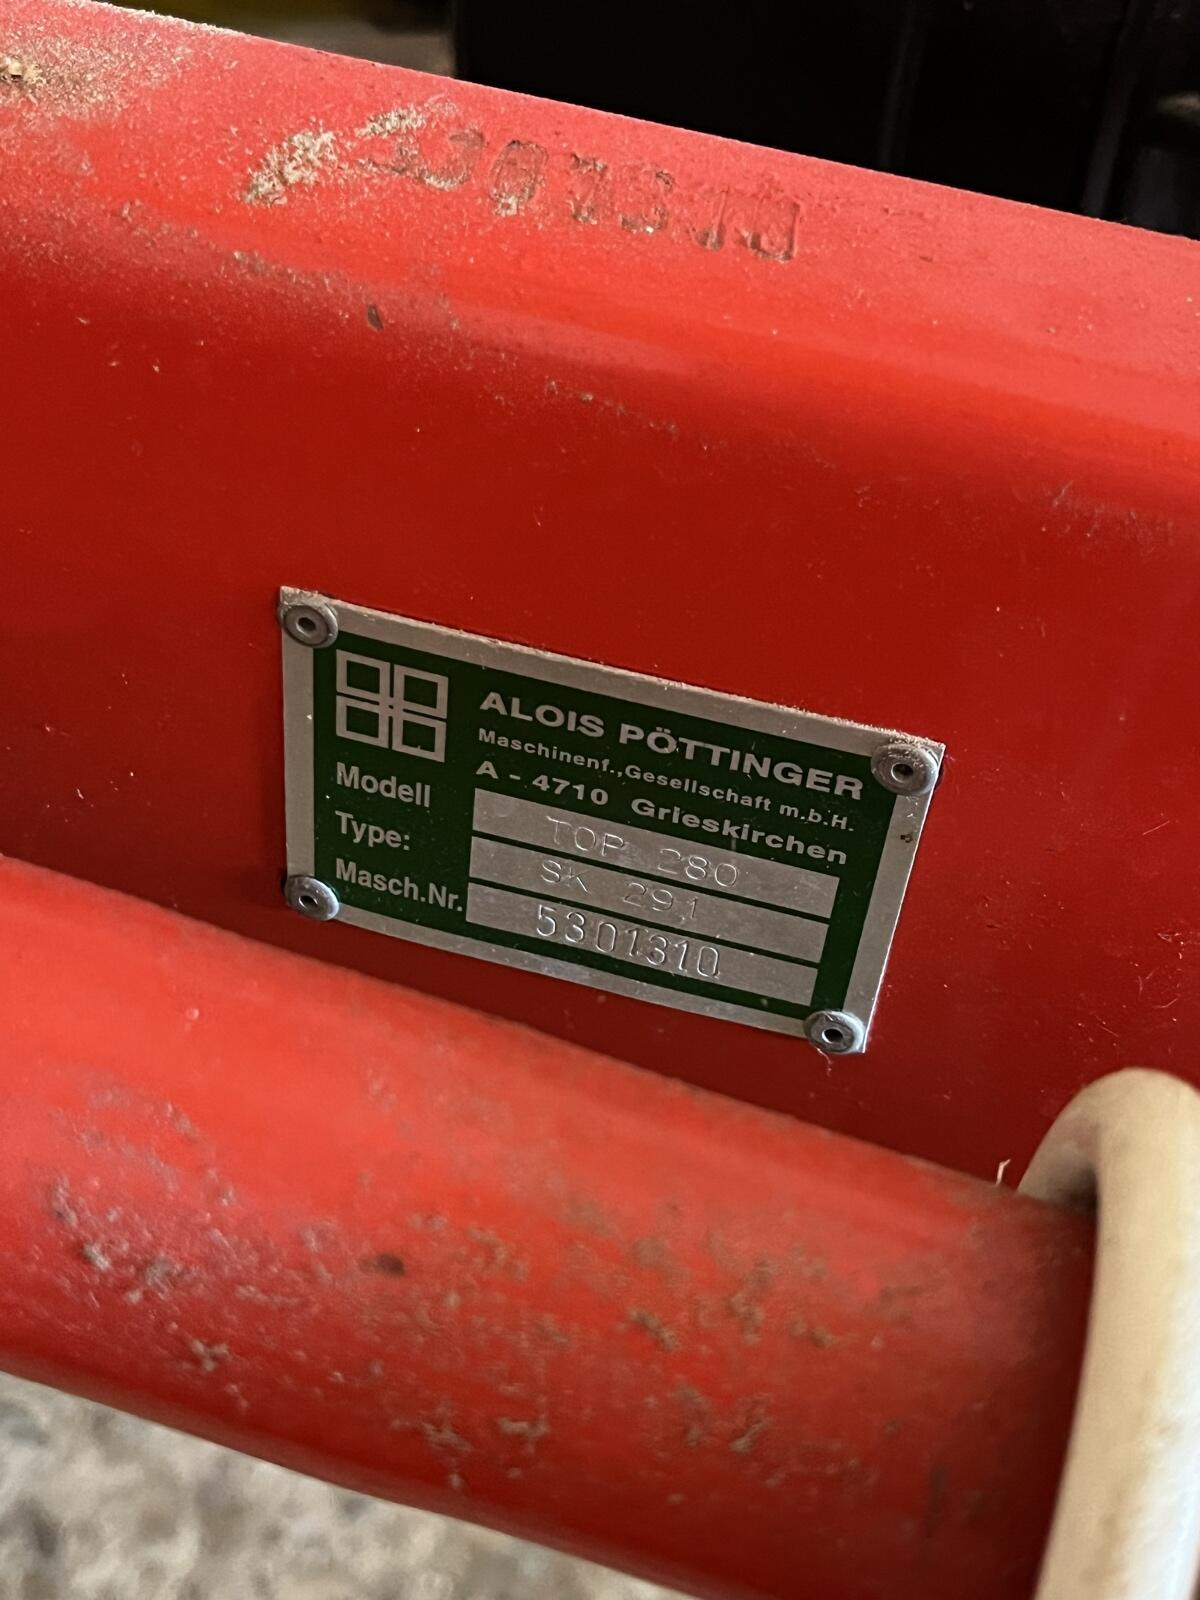 ALOIS PÖTTINGER
Maschinenf.,Gesellschaft m.b.H.
A - 4710 Grieskirchen
Modell TOP 280
Type: SK 291
Masch.Nr. 5301310